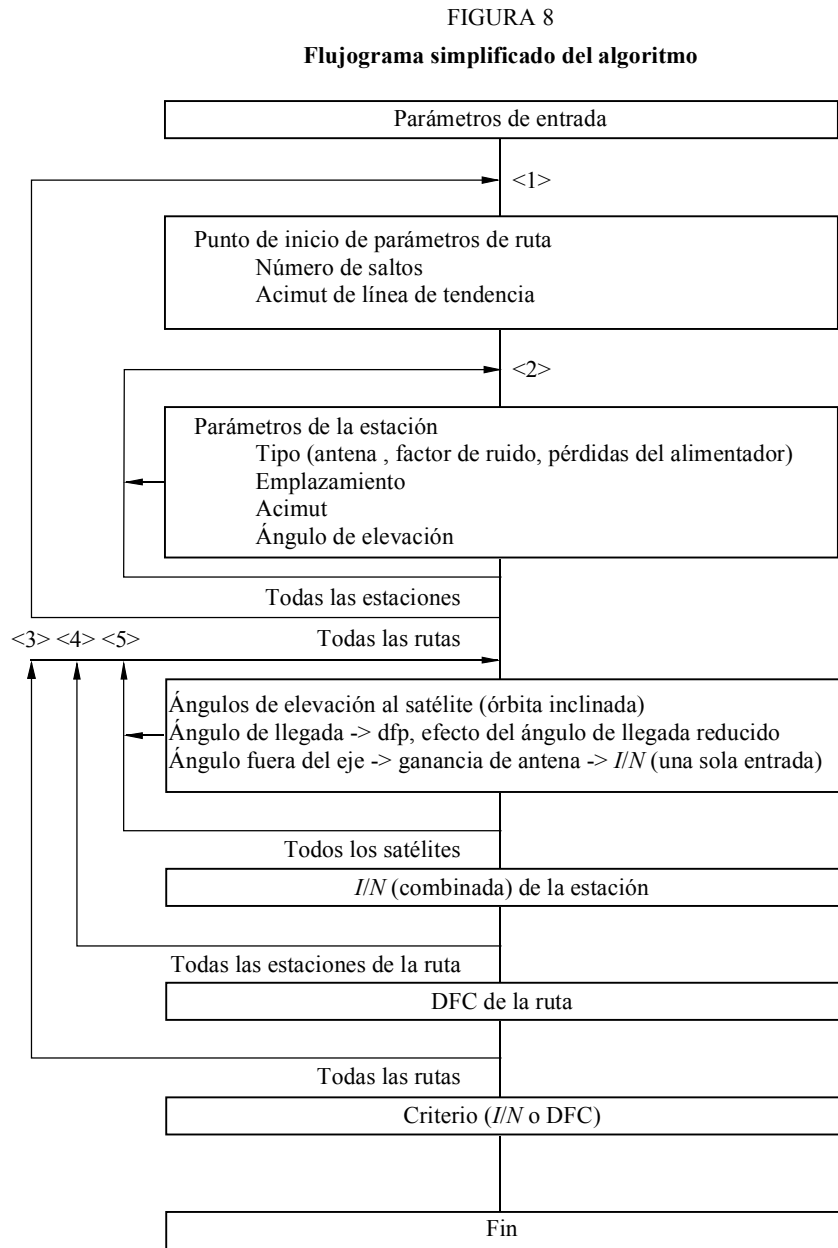 FIGURA 8
Flujograma simplificado del algoritmo
Parámetros de entrada
<1>
Punto de inicio de parámetros de ruta
Número de saltos
Acimut de línea de tendencia
<2>
Parámetros de la estación
Tipo (antena , factor de ruido, pérdidas del alimentador)
Emplazamiento
Acimut
Ángulo de elevación
Todas las estaciones
Todas las rutas
<3> <4> <5>
Ángulos de elevación al satélite (órbita inclinada)
Ángulo de llegada -> dfp, efecto del ángulo de llegada reducido
Ángulo fuera del eje -> ganancia de antena -> I/N (una sola entrada)
Todos los satélites
I/N (combinada) de la estación
Todas las estaciones de la ruta
DFC de la ruta
Todas las rutas
Criterio (I/N o DFC)
Fin